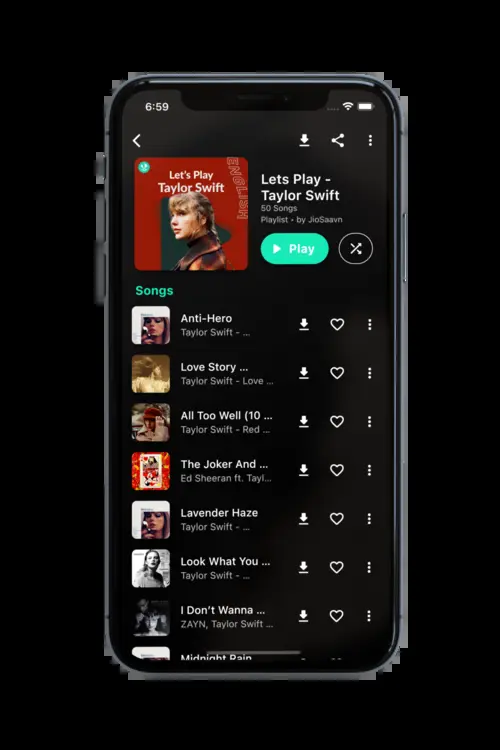 6:59
ENGLISH
Let's Play
Taylor Swift
Lets Play -
Taylor Swift
50 Songs
Playlist • by JioSaavn
Play
Songs
Anti-Hero
Taylor Swift - ...
Love Story ...
Taylor Swift - Love ...
All Too Well (10 ...
Taylor Swift - Red ...
The Joker And ...
Ed Sheeran ft. Tayl...
Lavender Haze
Taylor Swift - ...
Look What You ...
Taylor Swift - ...
I Don't Wanna ...
ZAYN, Taylor Swift ...
Midnight Rain